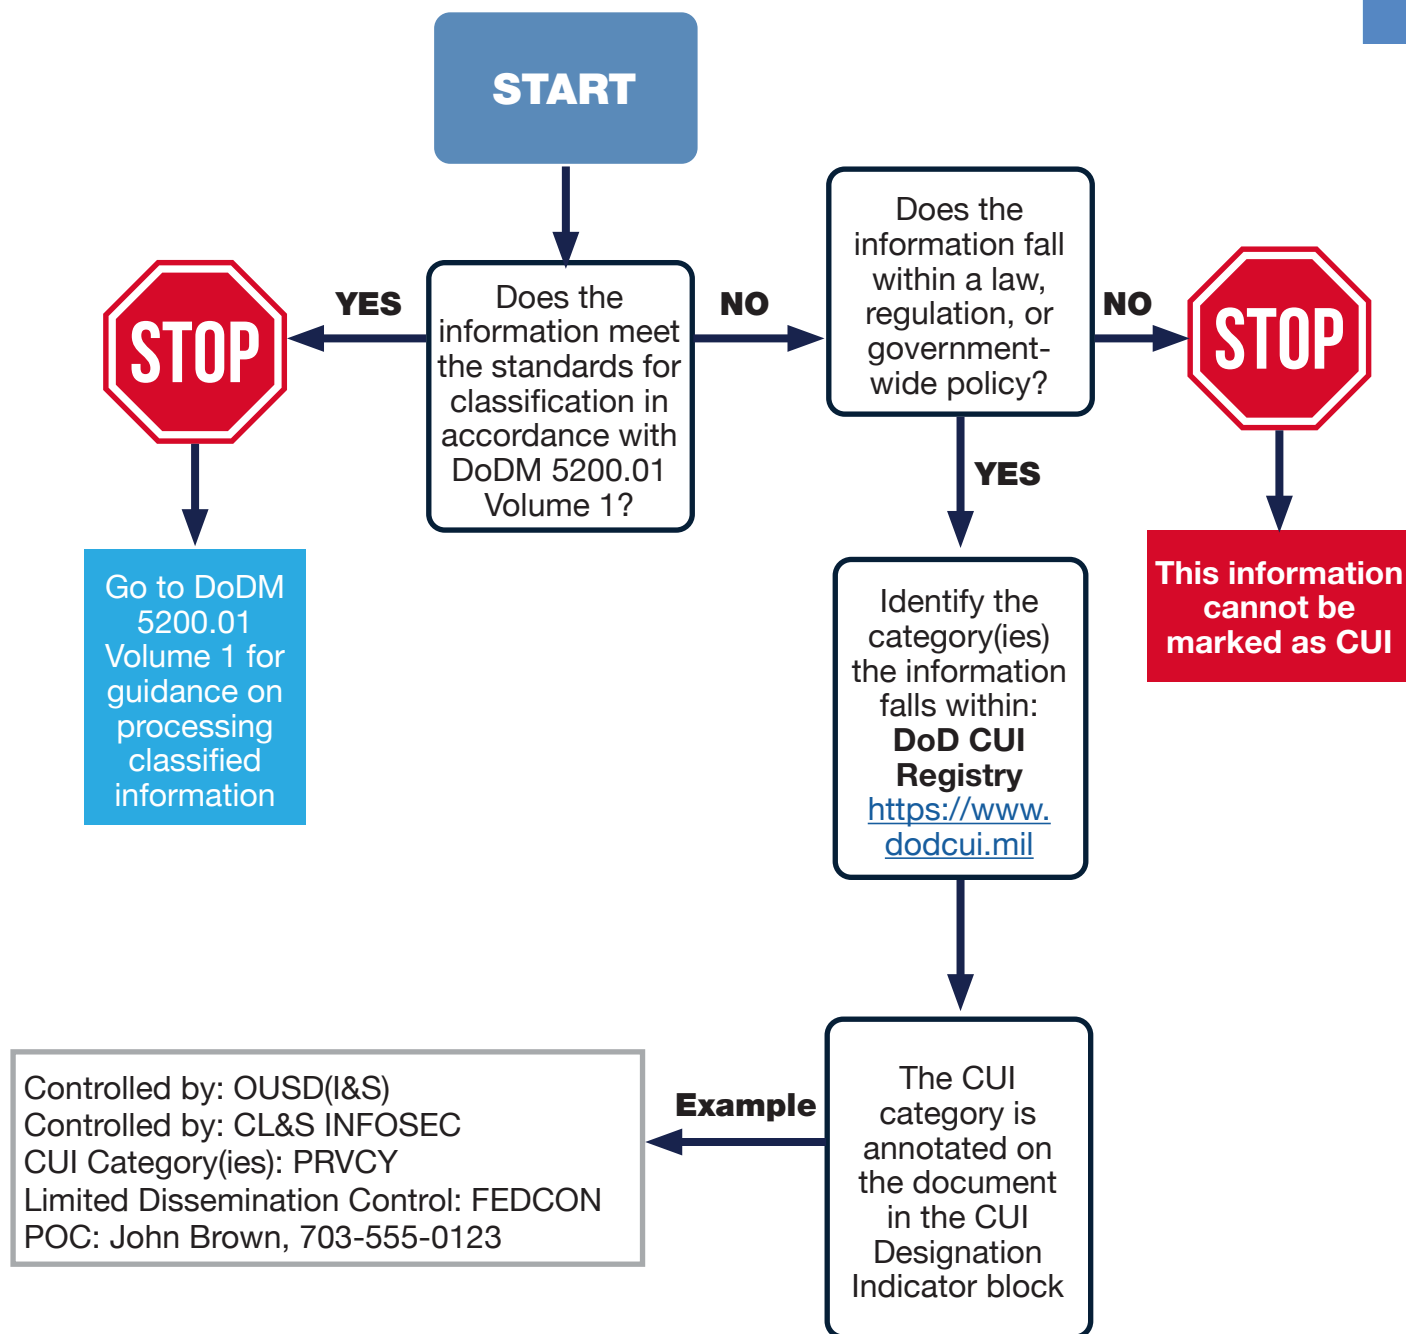 START
YES
STOP
Does the
information meet
the standards for
classification in
accordance with
DoDM 5200.01
Volume 1?
NO
Does the
information fall
within a law,
regulation, or
government-
wide policy?
NO
STOP
YES
Go to DoDM
5200.01
Volume 1 for
guidance on
processing
classified
information
Identify the
category(ies)
the information
falls within:
DoD CUI
Registry
https://www.
dodcui.mil
This information
cannot be
marked as CUI
The CUI
category is
annotated on
the document
in the CUI
Designation
Indicator block
Example
Controlled by: OUSD(I&S)
Controlled by: CL&S INFOSEC
CUI Category(ies): PRVCY
Limited Dissemination Control: FEDCON
POC: John Brown, 703-555-0123